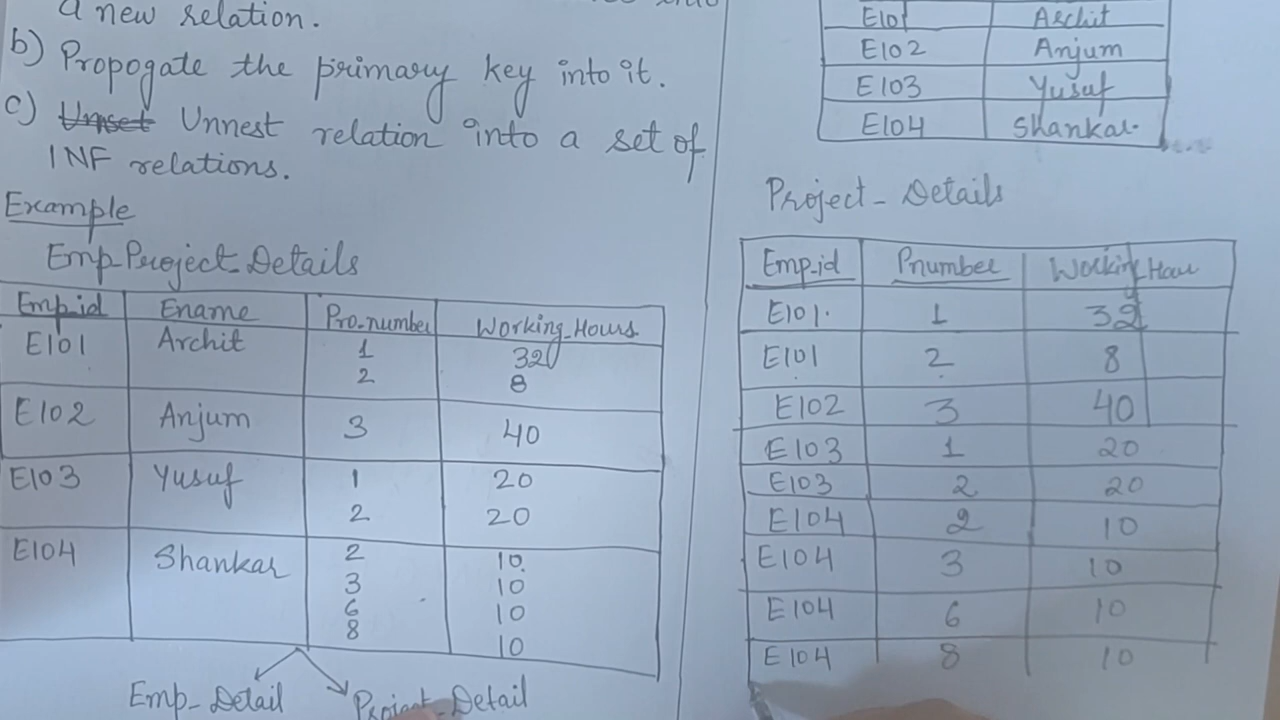 a new relation.
b) Propogate the primary key into it.
c) Unnest relation into a set of
1NF relations.
Example
Emp_Project_Details
Emp_id Ename Pro_number Working_Hours
E101 Archit 1 32
2 8
E102 Anjum 3 40
E103 Yusuf 1 20
2 20
E104 Shankar 2 10
3 10
6 10
8 10
Emp_Detail Project_Detail
E101 Archit
E102 Anjum
E103 Yusuf
E104 Shankar
Project_Details
Emp_id Pnumber Working_Hour
E101 1 32
E101 2 8
E102 3 40
E103 1 20
E103 2 20
E104 2 10
E104 3 10
E104 6 10
E104 8 10